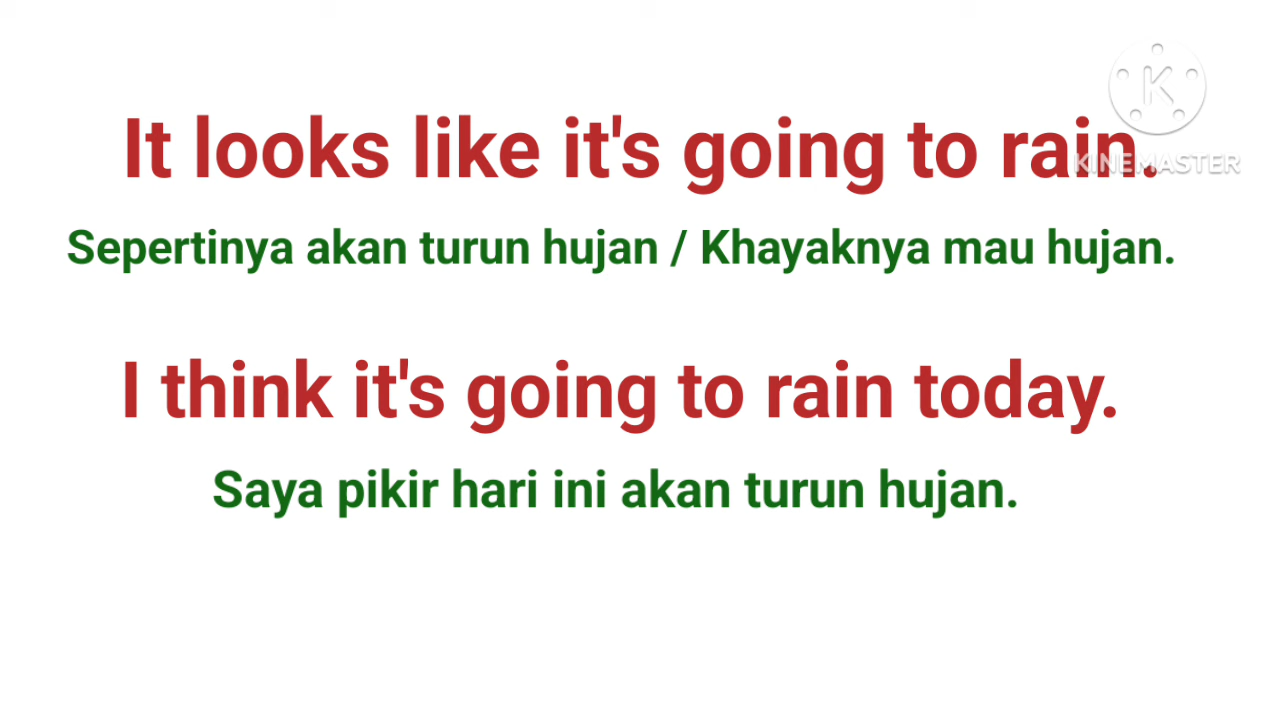 It looks like it's going to rain.
KINEMASTER
Sepertinya akan turun hujan / Khayaknya mau hujan.
I think it's going to rain today.
Saya pikir hari ini akan turun hujan.